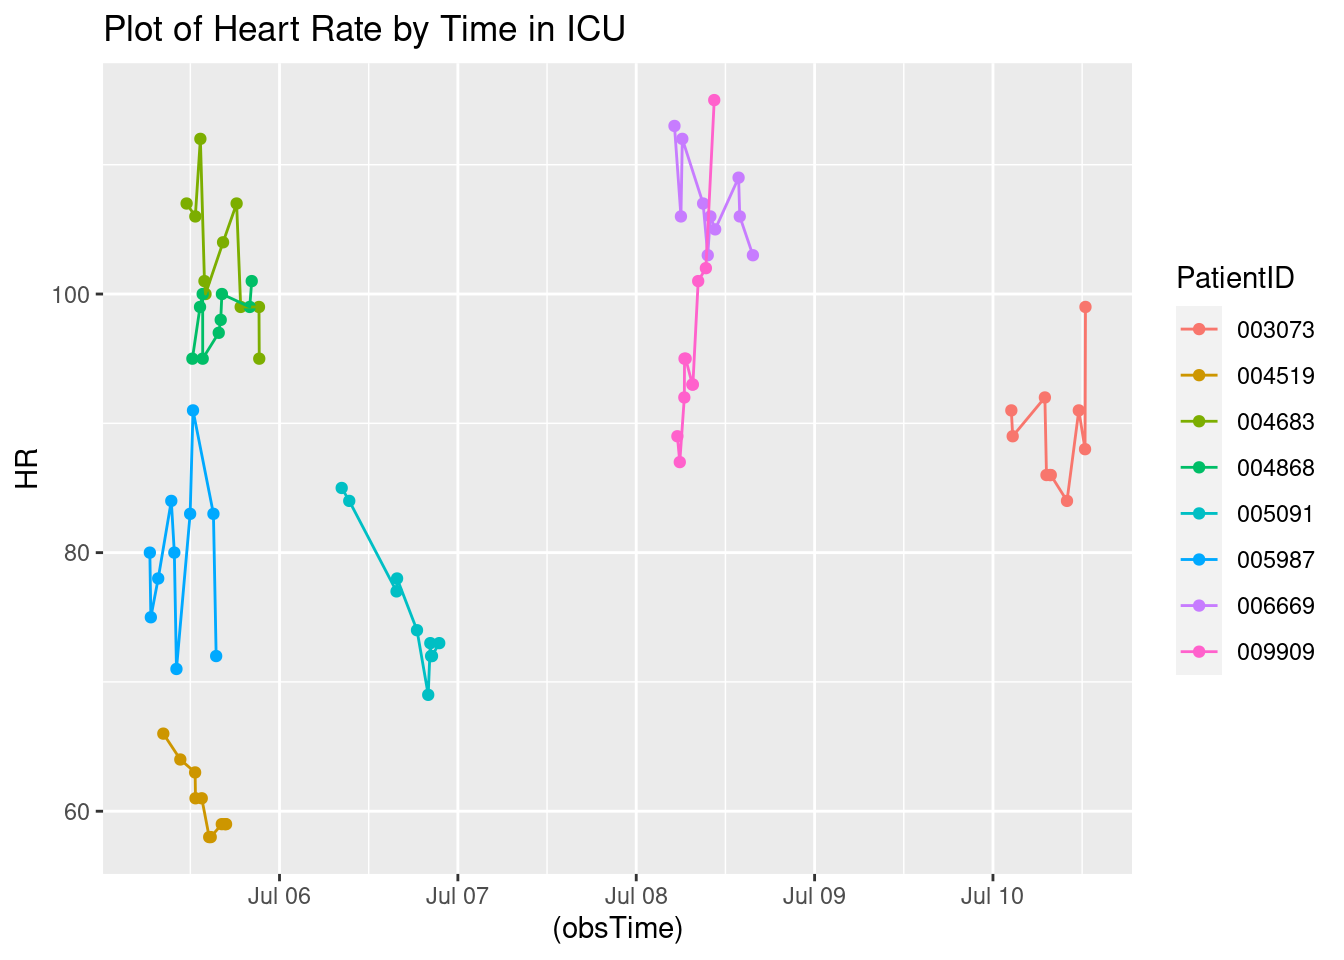 Plot of Heart Rate by Time in ICU
HR
100
80
60
Jul 06
Jul 07
Jul 08
Jul 09
Jul 10
(obsTime)
PatientID
003073
004519
004683
004868
005091
005987
006669
009909